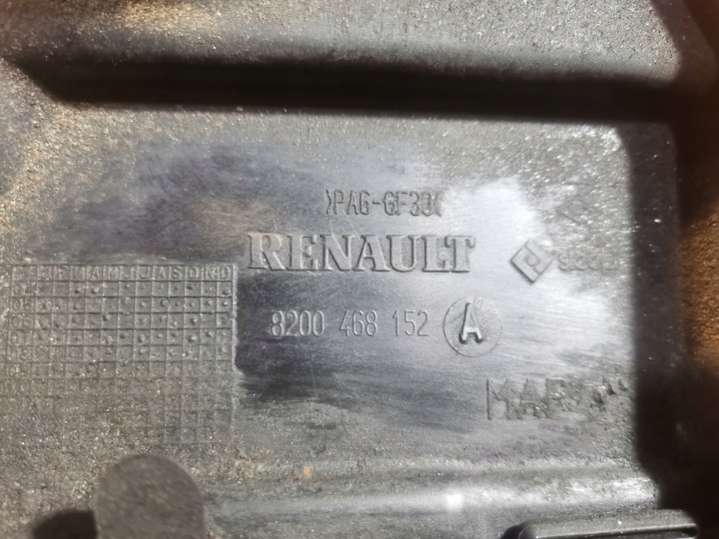 >PA6-GF30<
RENAULT
8200 468 152 A
J F M A M J J A S O N D